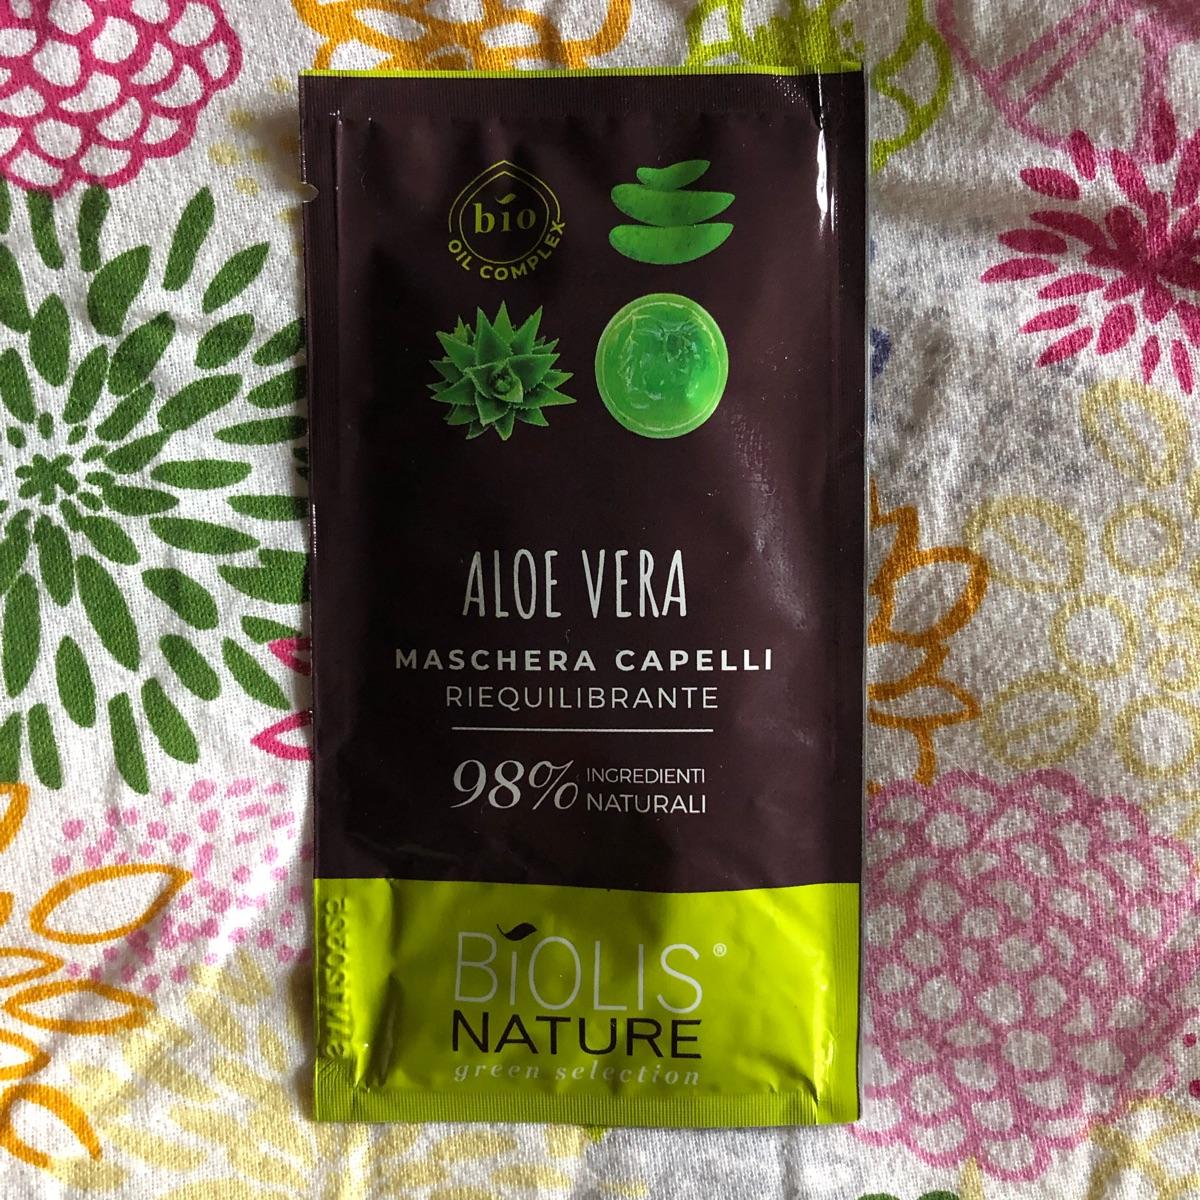 bio
OIL COMPLEX
ALOE VERA
MASCHERA CAPELLI
RIEQUILIBRANTE
98% INGREDIENTI
NATURALI
BIOLIS®
NATURE
green selection